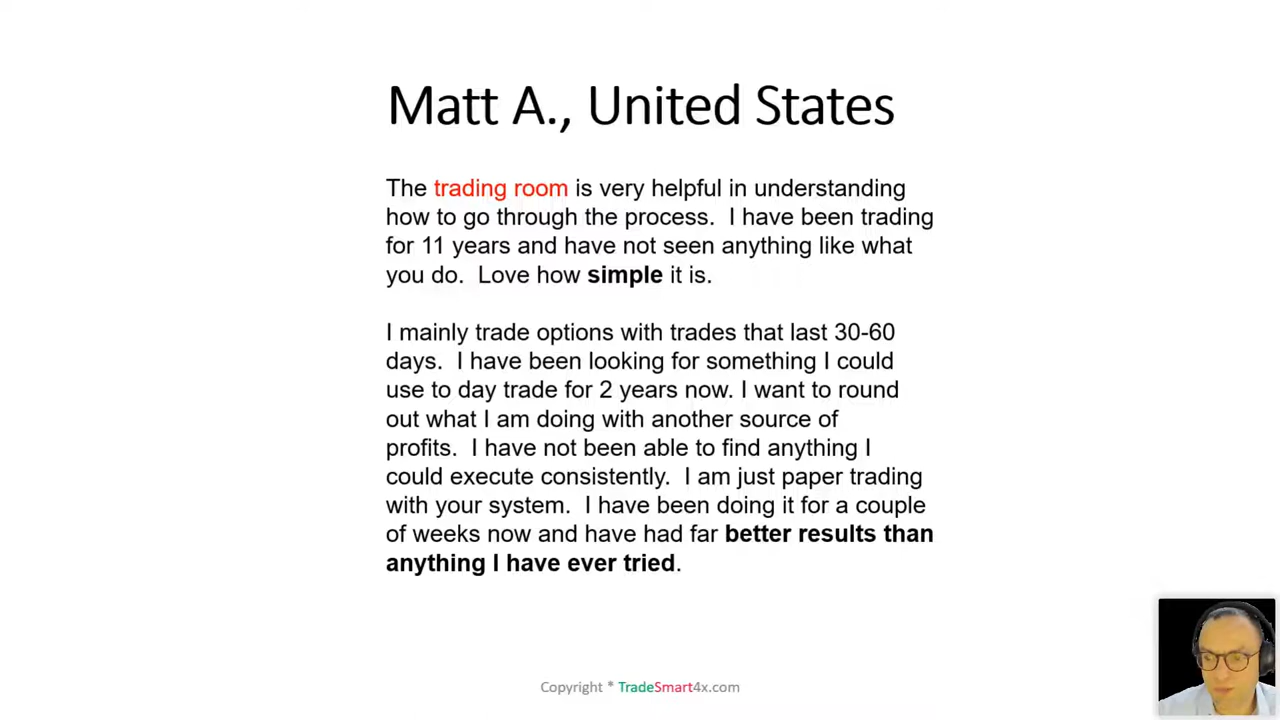 Matt A., United States
The trading room is very helpful in understanding
how to go through the process.  I have been trading
for 11 years and have not seen anything like what
you do.  Love how simple it is.
I mainly trade options with trades that last 30-60
days.  I have been looking for something I could
use to day trade for 2 years now. I want to round
out what I am doing with another source of
profits.  I have not been able to find anything I
could execute consistently.  I am just paper trading
with your system.  I have been doing it for a couple
of weeks now and have had far better results than
anything I have ever tried.
Copyright * TradeSmart4x.com